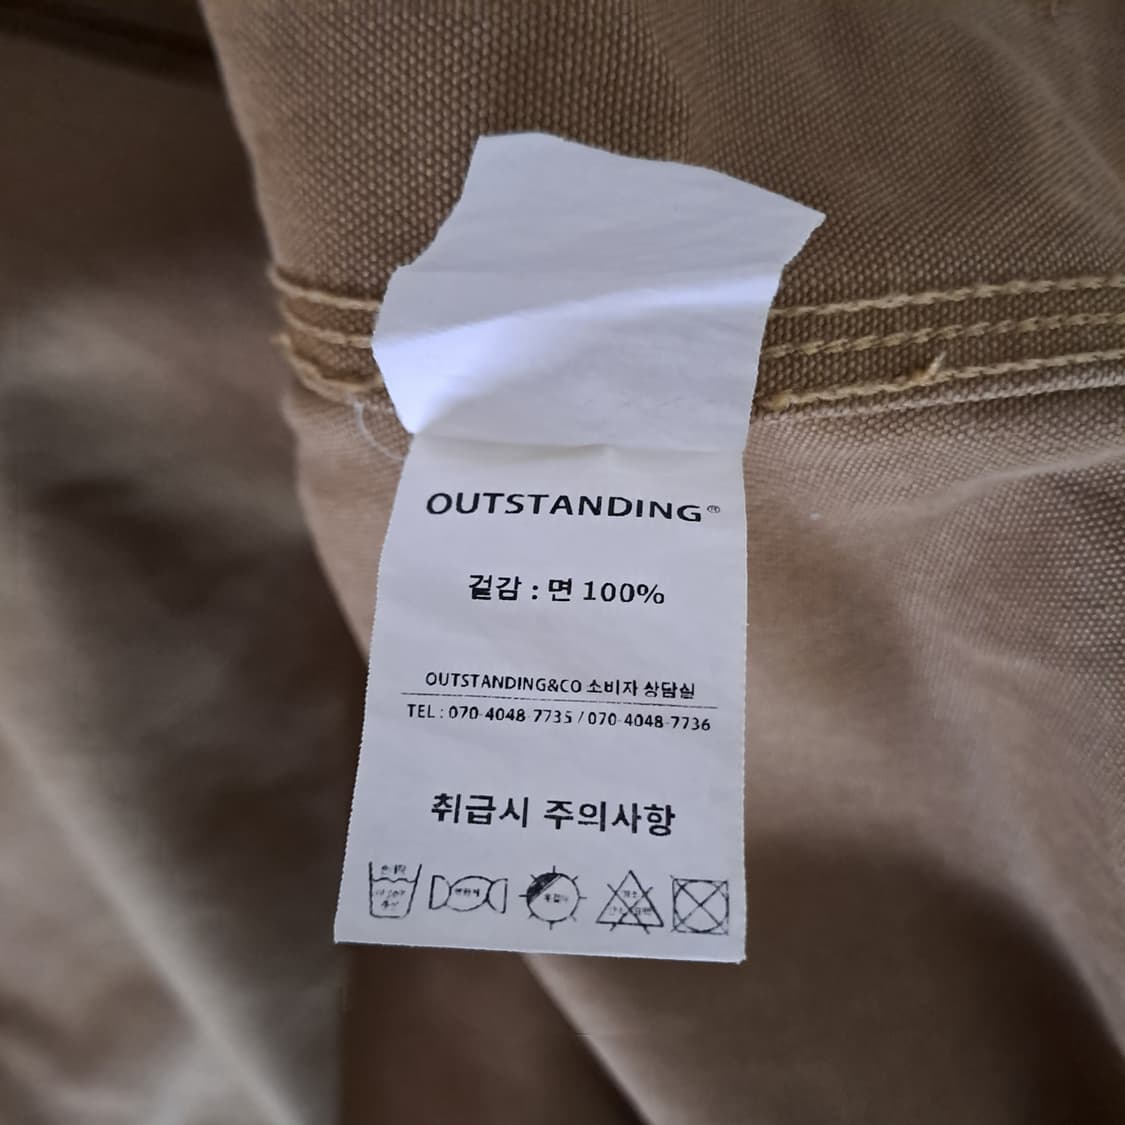 OUTSTANDING®
겉감 : 면 100%
OUTSTANDING&CO 소비자 상담실
TEL : 070-4048-7735 / 070-4048-7736
취급시 주의사항